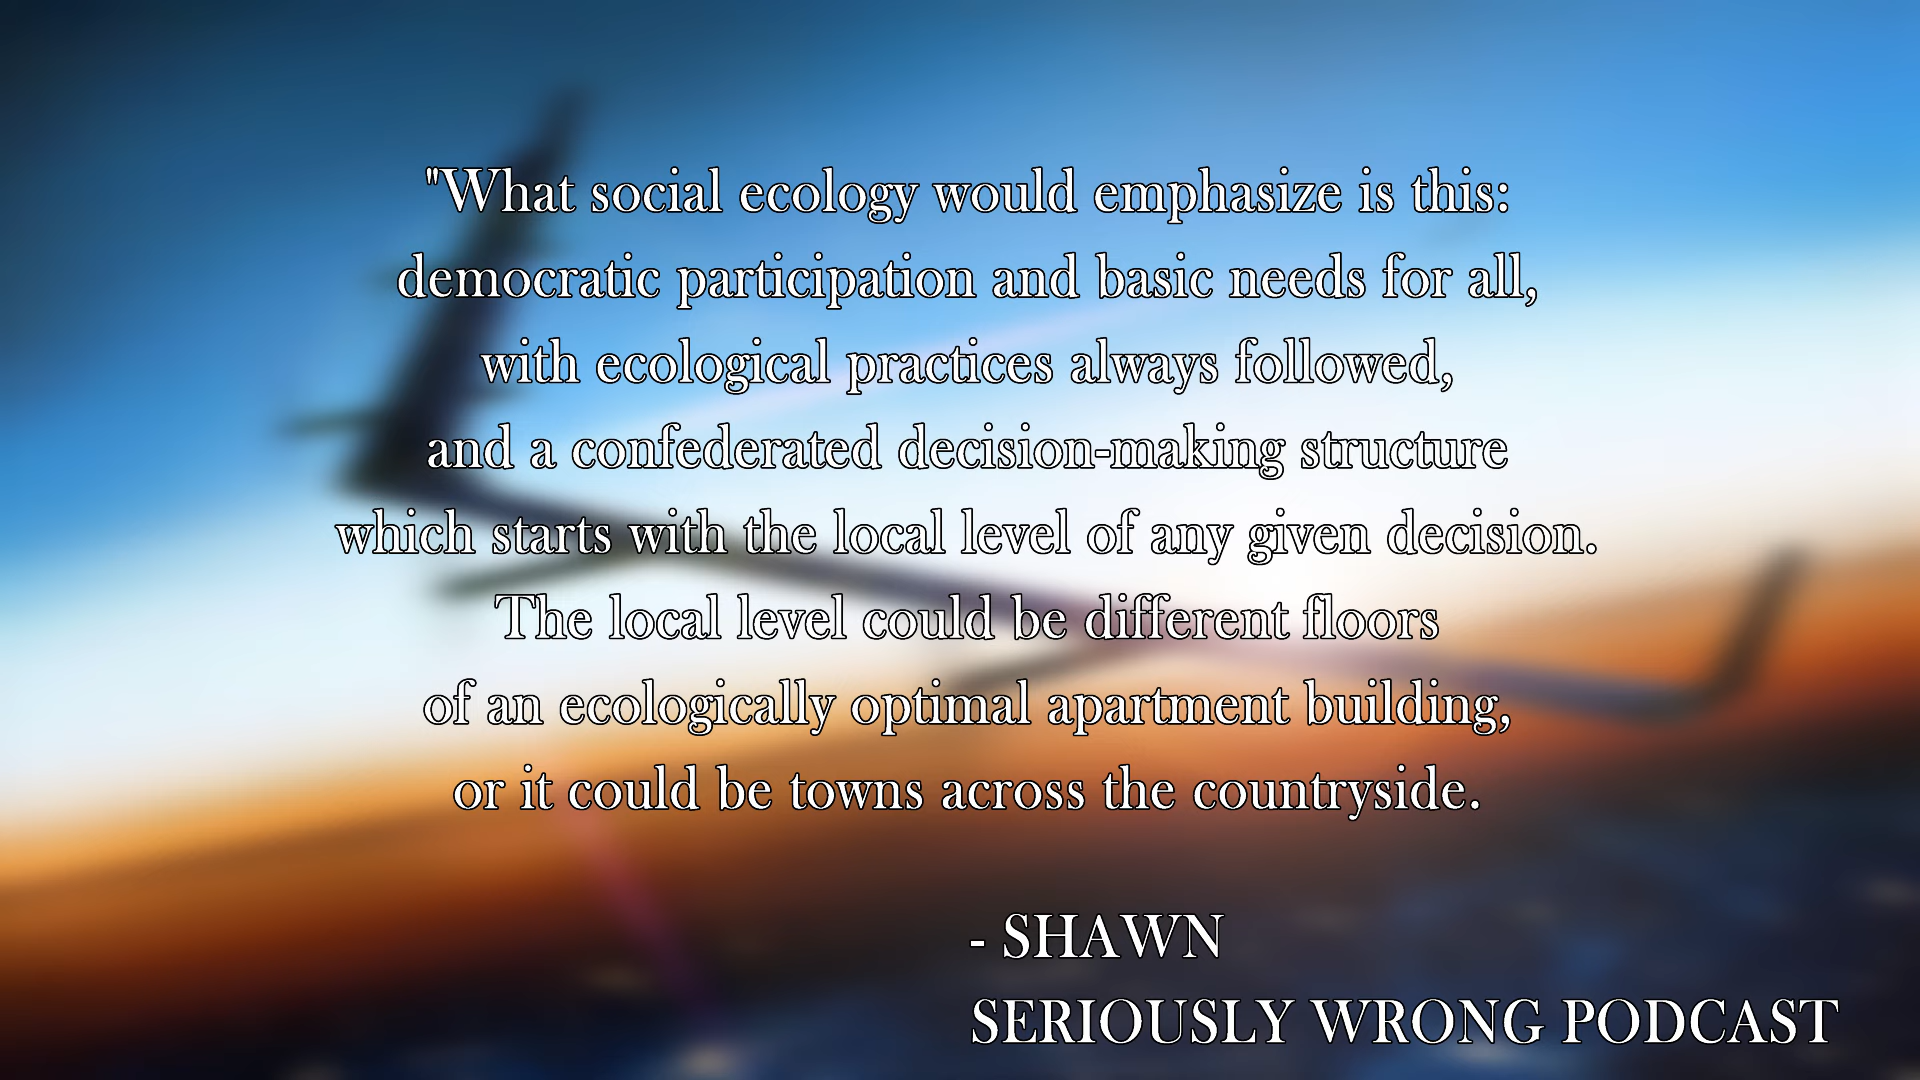 "What social ecology would emphasize is this:
democratic participation and basic needs for all,
with ecological practices always followed,
and a confederated decision-making structure
which starts with the local level of any given decision.
The local level could be different floors
of an ecologically optimal apartment building,
or it could be towns across the countryside.
- SHAWN
SERIOUSLY WRONG PODCAST